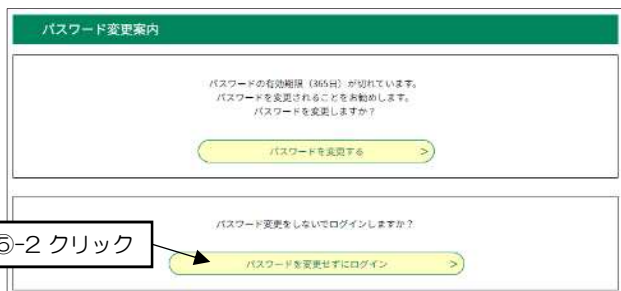 パスワード変更案内
パスワードの有効期限（365日）が切れています。
パスワードを変更されることをお勧めします。
パスワードを変更しますか？
パスワードを変更する >
パスワード変更をしないでログインしますか？
⑤-2 クリック
パスワードを変更せずにログイン >